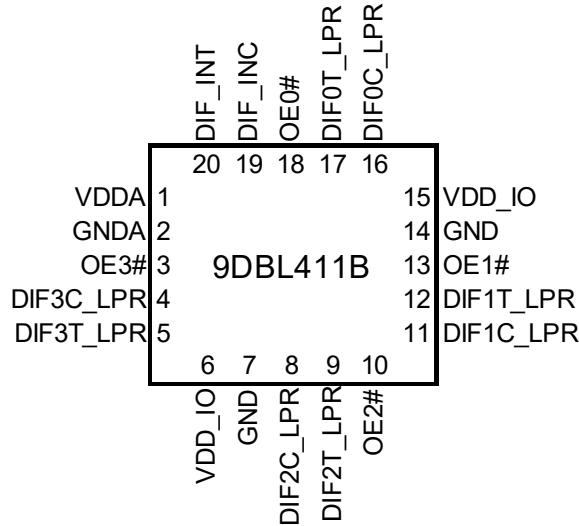 DIF_INT
DIF_INC
OE0#
DIF0T_LPR
DIF0C_LPR
20 19 18 17 16
VDDA 1
GNDA 2
OE3# 3
DIF3C_LPR 4
DIF3T_LPR 5
9DBL411B
15 VDD_IO
14 GND
13 OE1#
12 DIF1T_LPR
11 DIF1C_LPR
6 7 8 9 10
VDD_IO
GND
DIF2C_LPR
DIF2T_LPR
OE2#